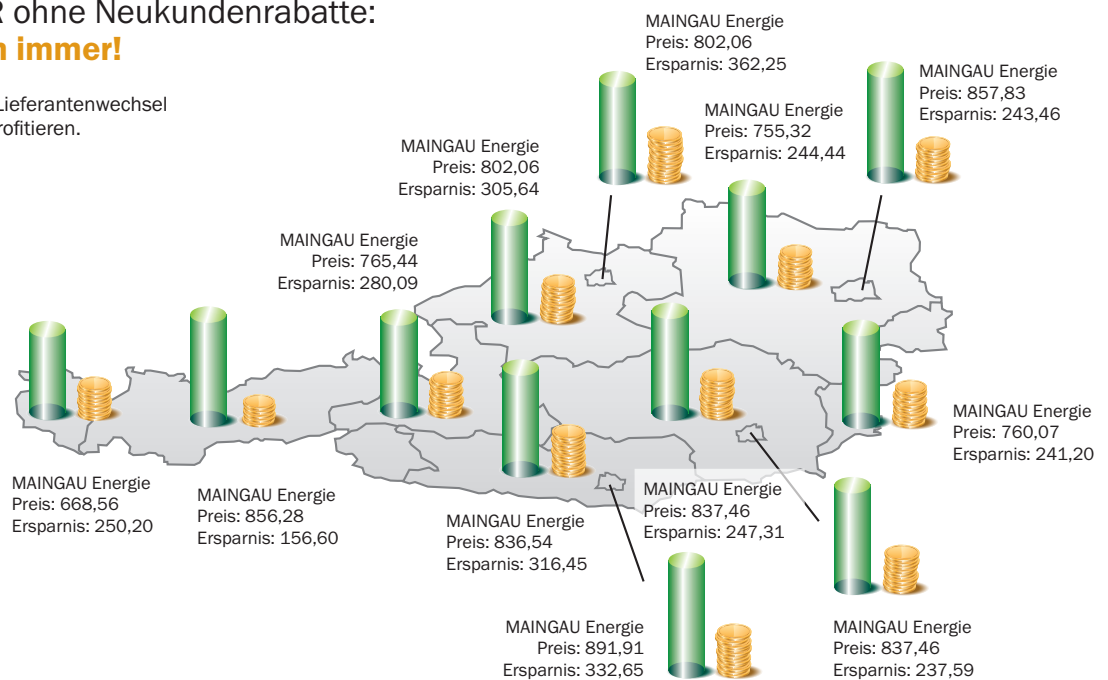 R ohne Neukundenrabatte:
n immer!
Lieferantenwechsel
rofitieren.
MAINGAU Energie
Preis: 802,06
Ersparnis: 362,25
MAINGAU Energie
Preis: 857,83
Ersparnis: 243,46
MAINGAU Energie
Preis: 755,32
Ersparnis: 244,44
MAINGAU Energie
Preis: 802,06
Ersparnis: 305,64
MAINGAU Energie
Preis: 765,44
Ersparnis: 280,09
MAINGAU Energie
Preis: 760,07
Ersparnis: 241,20
MAINGAU Energie
Preis: 668,56
Ersparnis: 250,20
MAINGAU Energie
Preis: 856,28
Ersparnis: 156,60
MAINGAU Energie
Preis: 836,54
Ersparnis: 316,45
MAINGAU Energie
Preis: 837,46
Ersparnis: 247,31
MAINGAU Energie
Preis: 891,91
Ersparnis: 332,65
MAINGAU Energie
Preis: 837,46
Ersparnis: 237,59